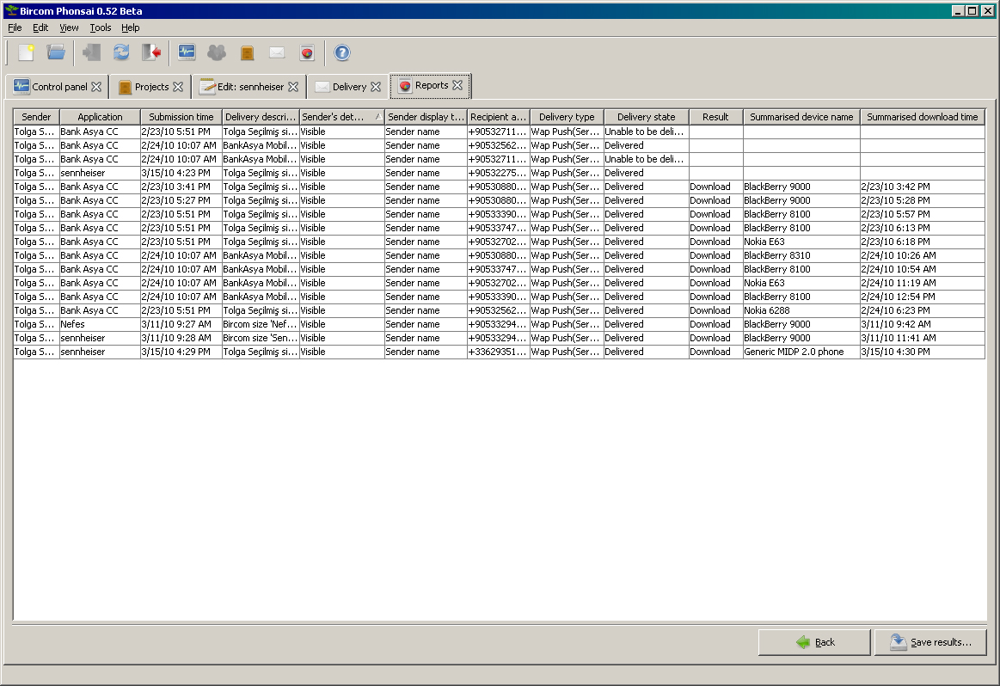 Bircom Phonsai 0.52 Beta
File Edit View Tools Help
Control panel Projects Edit: sennheiser Delivery Reports
Sender Application Submission time Delivery descri... Sender's det... Sender display t... Recipient a... Delivery type Delivery state Result Summarised device name Summarised download time
Tolga S... Bank Asya CC 2/23/10 5:51 PM Tolga Seçilmiş si... Visible Sender name +90532711... Wap Push(Ser... Unable to be deli...
Tolga S... Bank Asya CC 2/24/10 10:07 AM BankAsya Mobil... Visible Sender name +90532562... Wap Push(Ser... Delivered
Tolga S... Bank Asya CC 2/24/10 10:07 AM BankAsya Mobil... Visible Sender name +90532711... Wap Push(Ser... Unable to be deli...
Tolga S... sennheiser 3/15/10 4:23 PM Tolga Seçilmiş si... Visible Sender name +90532275... Wap Push(Ser... Delivered
Tolga S... Bank Asya CC 2/23/10 3:41 PM Tolga Seçilmiş si... Visible Sender name +90530880... Wap Push(Ser... Delivered Download BlackBerry 9000 2/23/10 3:42 PM
Tolga S... Bank Asya CC 2/23/10 5:27 PM Tolga Seçilmiş si... Visible Sender name +90530880... Wap Push(Ser... Delivered Download BlackBerry 9000 2/23/10 5:28 PM
Tolga S... Bank Asya CC 2/23/10 5:51 PM Tolga Seçilmiş si... Visible Sender name +90533390... Wap Push(Ser... Delivered Download BlackBerry 8100 2/23/10 5:57 PM
Tolga S... Bank Asya CC 2/23/10 5:51 PM Tolga Seçilmiş si... Visible Sender name +90533747... Wap Push(Ser... Delivered Download BlackBerry 8100 2/23/10 6:13 PM
Tolga S... Bank Asya CC 2/23/10 5:51 PM Tolga Seçilmiş si... Visible Sender name +90532702... Wap Push(Ser... Delivered Download Nokia E63 2/23/10 6:18 PM
Tolga S... Bank Asya CC 2/24/10 10:07 AM BankAsya Mobil... Visible Sender name +90530880... Wap Push(Ser... Delivered Download BlackBerry 8310 2/24/10 10:26 AM
Tolga S... Bank Asya CC 2/24/10 10:07 AM BankAsya Mobil... Visible Sender name +90533747... Wap Push(Ser... Delivered Download BlackBerry 8100 2/24/10 10:54 AM
Tolga S... Bank Asya CC 2/24/10 10:07 AM BankAsya Mobil... Visible Sender name +90532702... Wap Push(Ser... Delivered Download Nokia E63 2/24/10 11:19 AM
Tolga S... Bank Asya CC 2/24/10 10:07 AM BankAsya Mobil... Visible Sender name +90533390... Wap Push(Ser... Delivered Download BlackBerry 8100 2/24/10 12:54 PM
Tolga S... Bank Asya CC 2/23/10 5:51 PM Tolga Seçilmiş si... Visible Sender name +90532562... Wap Push(Ser... Delivered Download Nokia 6288 2/24/10 6:23 PM
Tolga S... Nefes 3/11/10 9:27 AM Bircom size 'Nef... Visible Sender name +90533294... Wap Push(Ser... Delivered Download BlackBerry 9000 3/11/10 9:42 AM
Tolga S... sennheiser 3/11/10 9:28 AM Bircom size 'Sen... Visible Sender name +90533294... Wap Push(Ser... Delivered Download BlackBerry 9000 3/11/10 11:41 AM
Tolga S... sennheiser 3/15/10 4:29 PM Tolga Seçilmiş si... Visible Sender name +33629351... Wap Push(Ser... Delivered Download Generic MIDP 2.0 phone 3/15/10 4:30 PM
Back Save results...